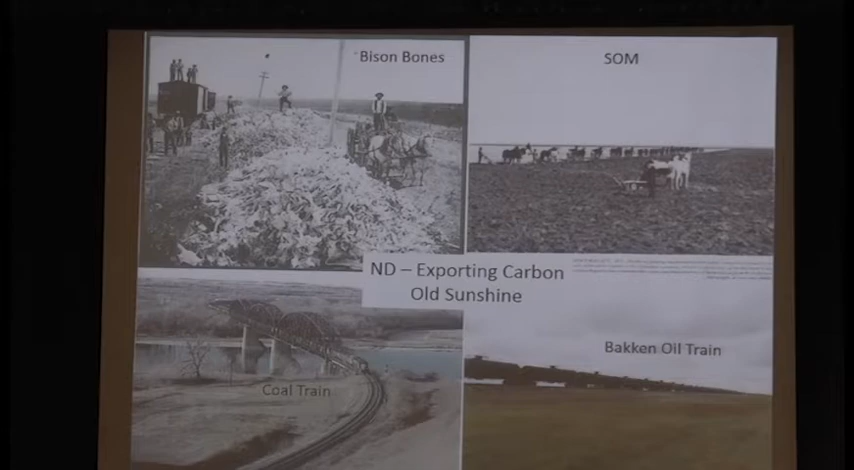 Bison Bones
SOM
ND – Exporting Carbon
Old Sunshine
Bakken Oil Train
Coal Train